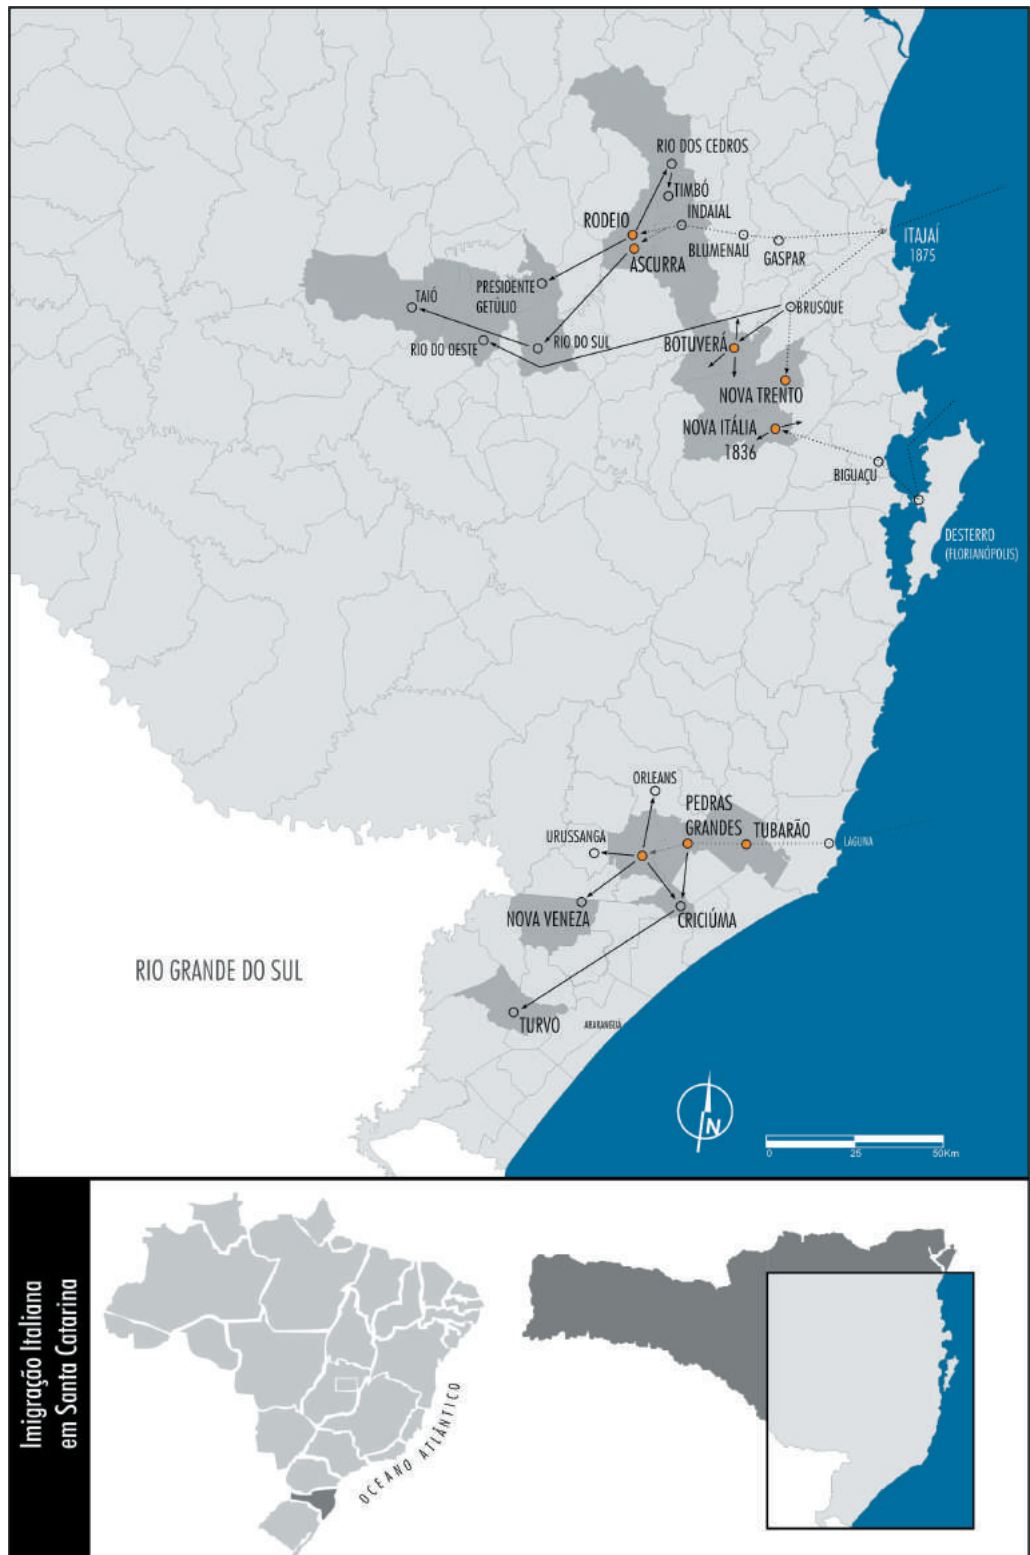 RIO DOS CEDROS
TIMBÓ
INDAIAL
RODEIO
BLUMENAU
GASPAR
ITAJAÍ
1875
ASCURRA
PRESIDENTE
GETÚLIO
TAIÓ
BRUSQUE
RIO DO OESTE
RIO DO SUL
BOTUVERÁ
NOVA TRENTO
NOVA ITÁLIA
1836
BIGUAÇU
DESTERRO
(FLORIANÓPOLIS)
ORLEANS
PEDRAS
GRANDES
TUBARÃO
URUSSANGA
LAGUNA
NOVA VENEZA
CRICIÚMA
RIO GRANDE DO SUL
TURVO
ARARANGUÁ
N
0 25 50Km
Imigração Italiana
em Santa Catarina
OCEANO ATLÂNTICO